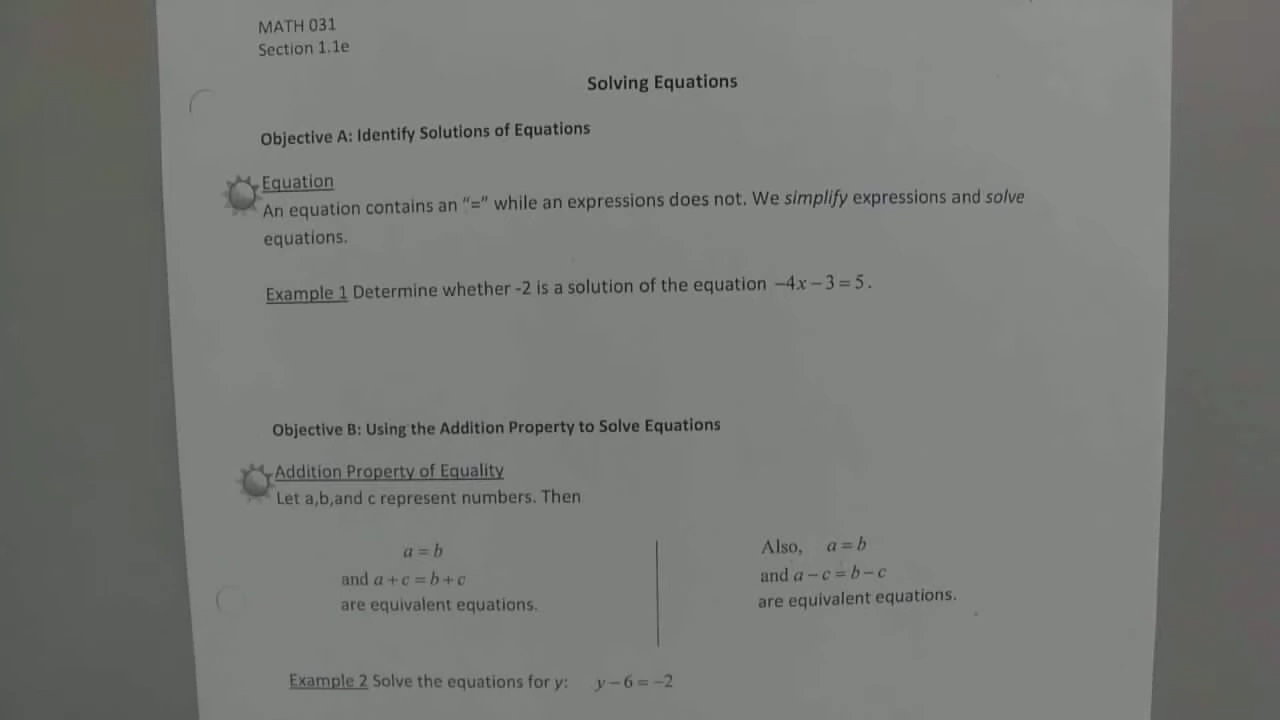 MATH 031
Section 1.1e
Solving Equations
Objective A: Identify Solutions of Equations
Equation
An equation contains an “=” while an expressions does not. We simplify expressions and solve
equations.
Example 1 Determine whether -2 is a solution of the equation −4x − 3 = 5.
Objective B: Using the Addition Property to Solve Equations
Addition Property of Equality
Let a,b,and c represent numbers. Then
a = b
and a + c = b + c
are equivalent equations.
Also, a = b
and a − c = b − c
are equivalent equations.
Example 2 Solve the equations for y: y − 6 = −2